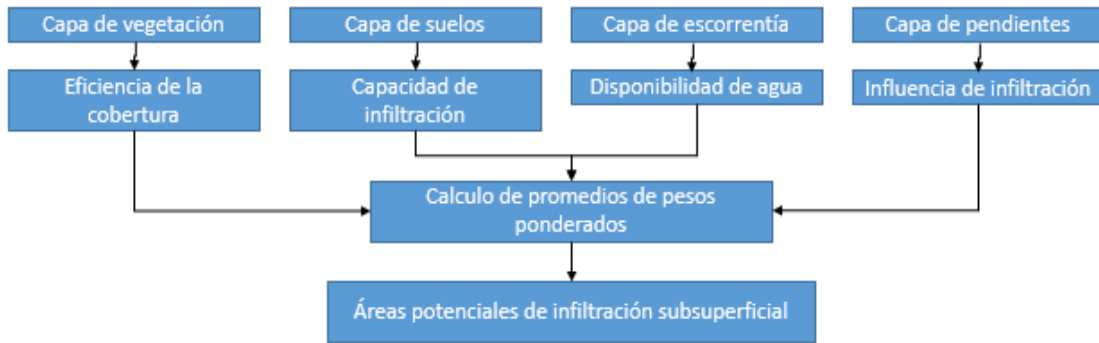 Capa de vegetación
Capa de suelos
Capa de escorrentía
Capa de pendientes
Eficiencia de la
cobertura
Capacidad de
infiltración
Disponibilidad de agua
Influencia de infiltración
Calculo de promedios de pesos
ponderados
Áreas potenciales de infiltración subsuperficial